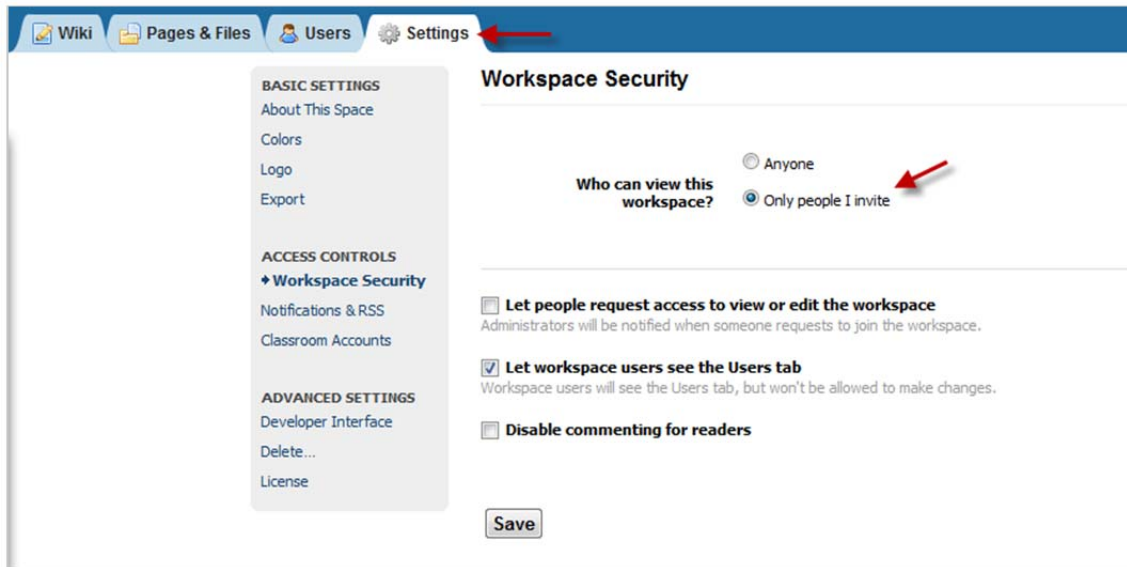 Wiki
Pages & Files
Users
Settings
BASIC SETTINGS
About This Space
Colors
Logo
Export
ACCESS CONTROLS
Workspace Security
Notifications & RSS
Classroom Accounts
ADVANCED SETTINGS
Developer Interface
Delete...
License
Workspace Security
Who can view this
workspace?
Anyone
Only people I invite
Let people request access to view or edit the workspace
Administrators will be notified when someone requests to join the workspace.
Let workspace users see the Users tab
Workspace users will see the Users tab, but won't be allowed to make changes.
Disable commenting for readers
Save